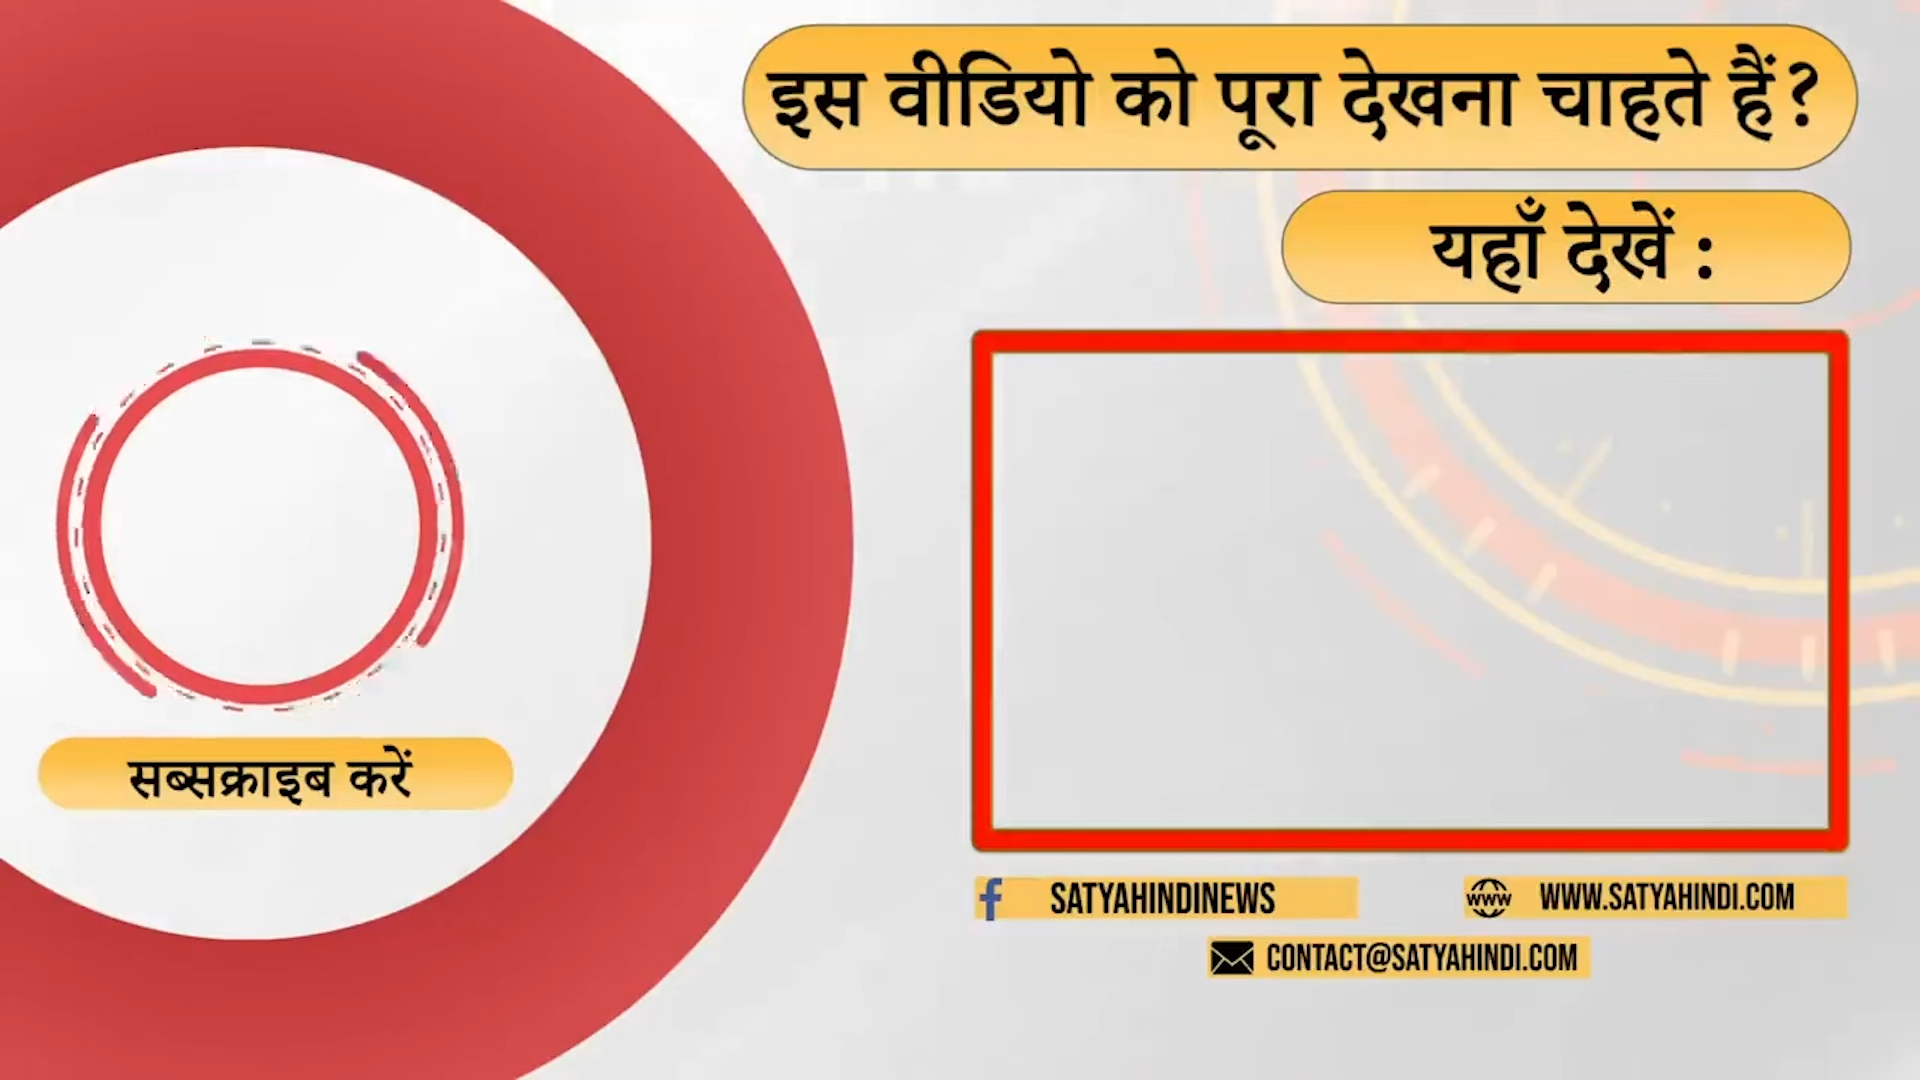 इस वीडियो को पूरा देखना चाहते हैं?
यहाँ देखें :
सब्सक्राइब करें
SATYAHINDINEWS
WWW.SATYAHINDI.COM
CONTACT@SATYAHINDI.COM